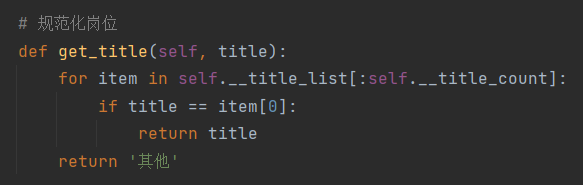 # 规范化岗位
def get_title(self, title):
    for item in self.__title_list[:self.__title_count]:
        if title == item[0]:
            return title
    return '其他'